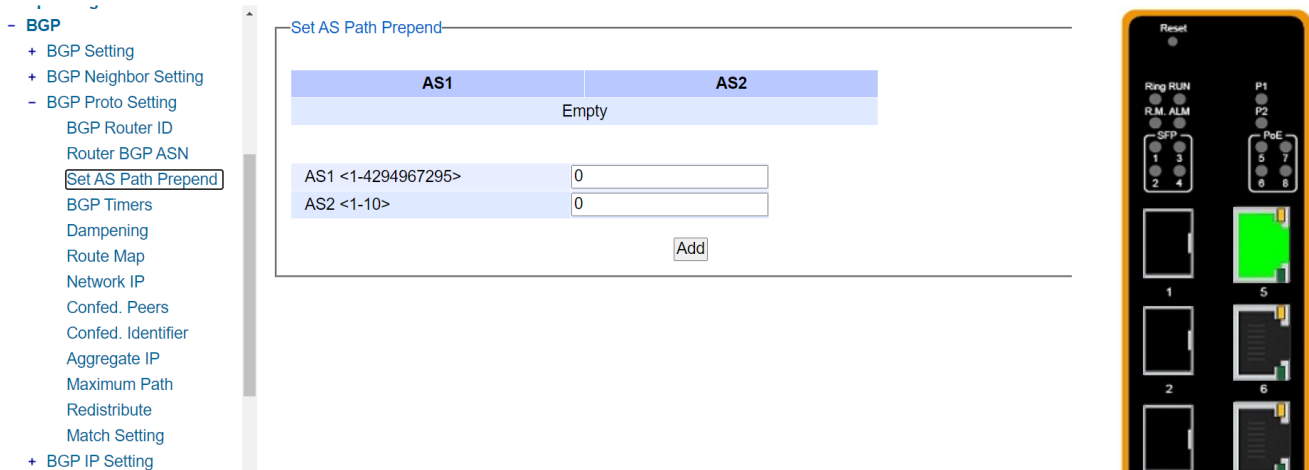 − BGP
+ BGP Setting
+ BGP Neighbor Setting
− BGP Proto Setting
BGP Router ID
Router BGP ASN
Set AS Path Prepend
BGP Timers
Dampening
Route Map
Network IP
Confed. Peers
Confed. Identifier
Aggregate IP
Maximum Path
Redistribute
Match Setting
+ BGP IP Setting
Set AS Path Prepend
AS1 AS2
Empty
AS1 <1-4294967295> 0
AS2 <1-10> 0
Add
Reset
Ring RUN P1
R.M. ALM P2
SFP PoE
1 3 5 7
2 4 6 8
1 5
2 6